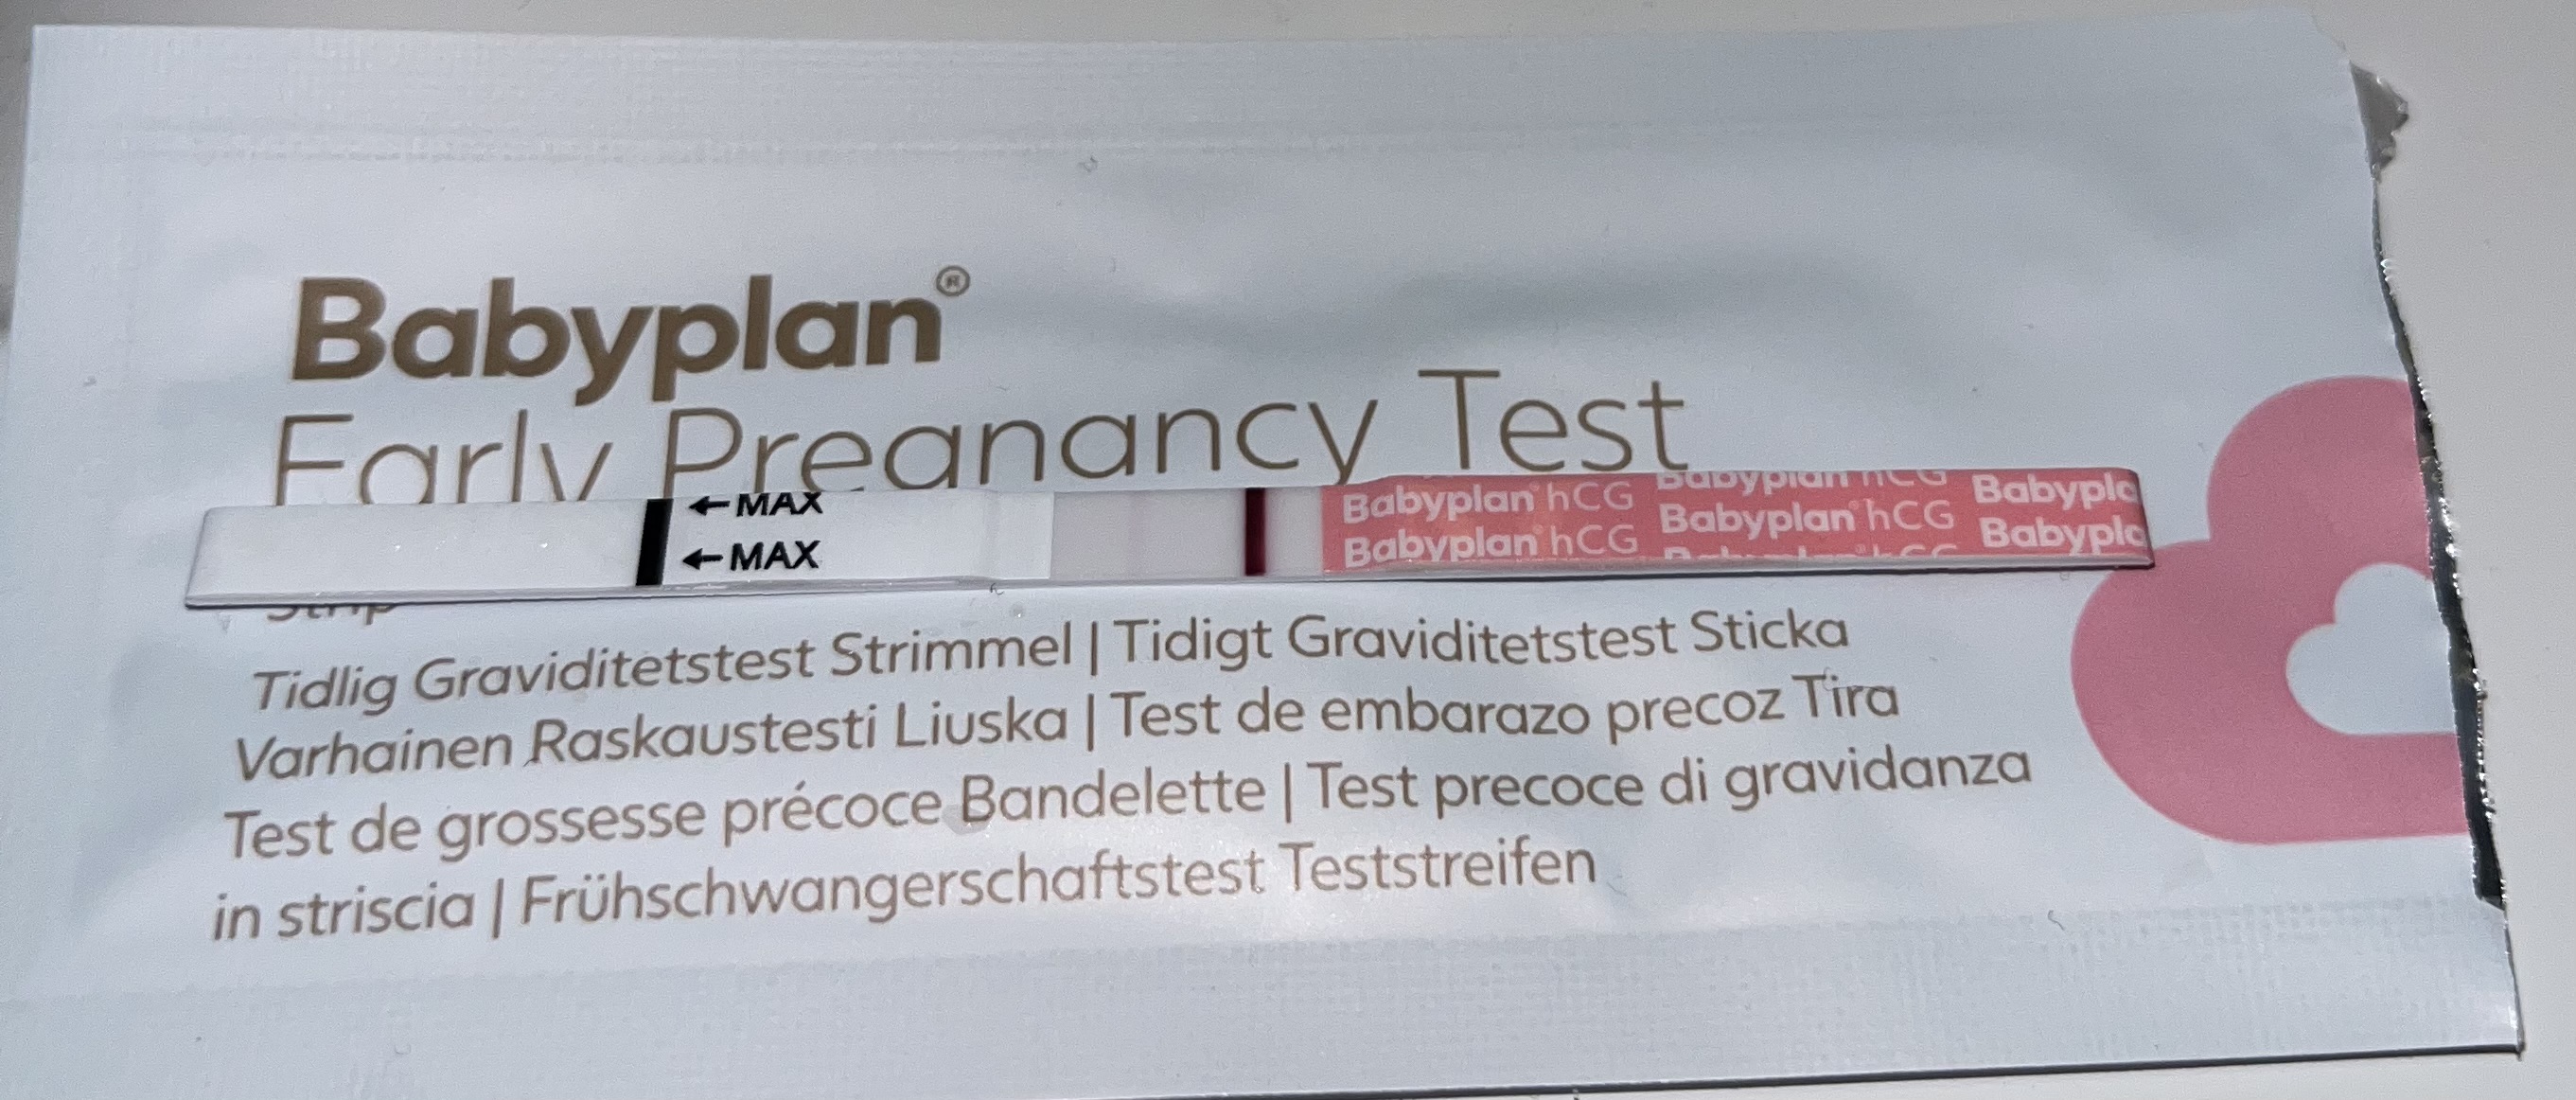 Babyplan®
Early Pregnancy Test
←MAX
←MAX
Babyplan hCG Babyplan hCG
Babyplan hCG Babyplan hCG
Strip
Tidlig Graviditetstest Strimmel | Tidigt Graviditetstest Sticka
Varhainen Raskaustesti Liuska | Test de embarazo precoz Tira
Test de grossesse précoce Bandelette | Test precoce di gravidanza
in striscia | Frühschwangerschaftstest Teststreifen